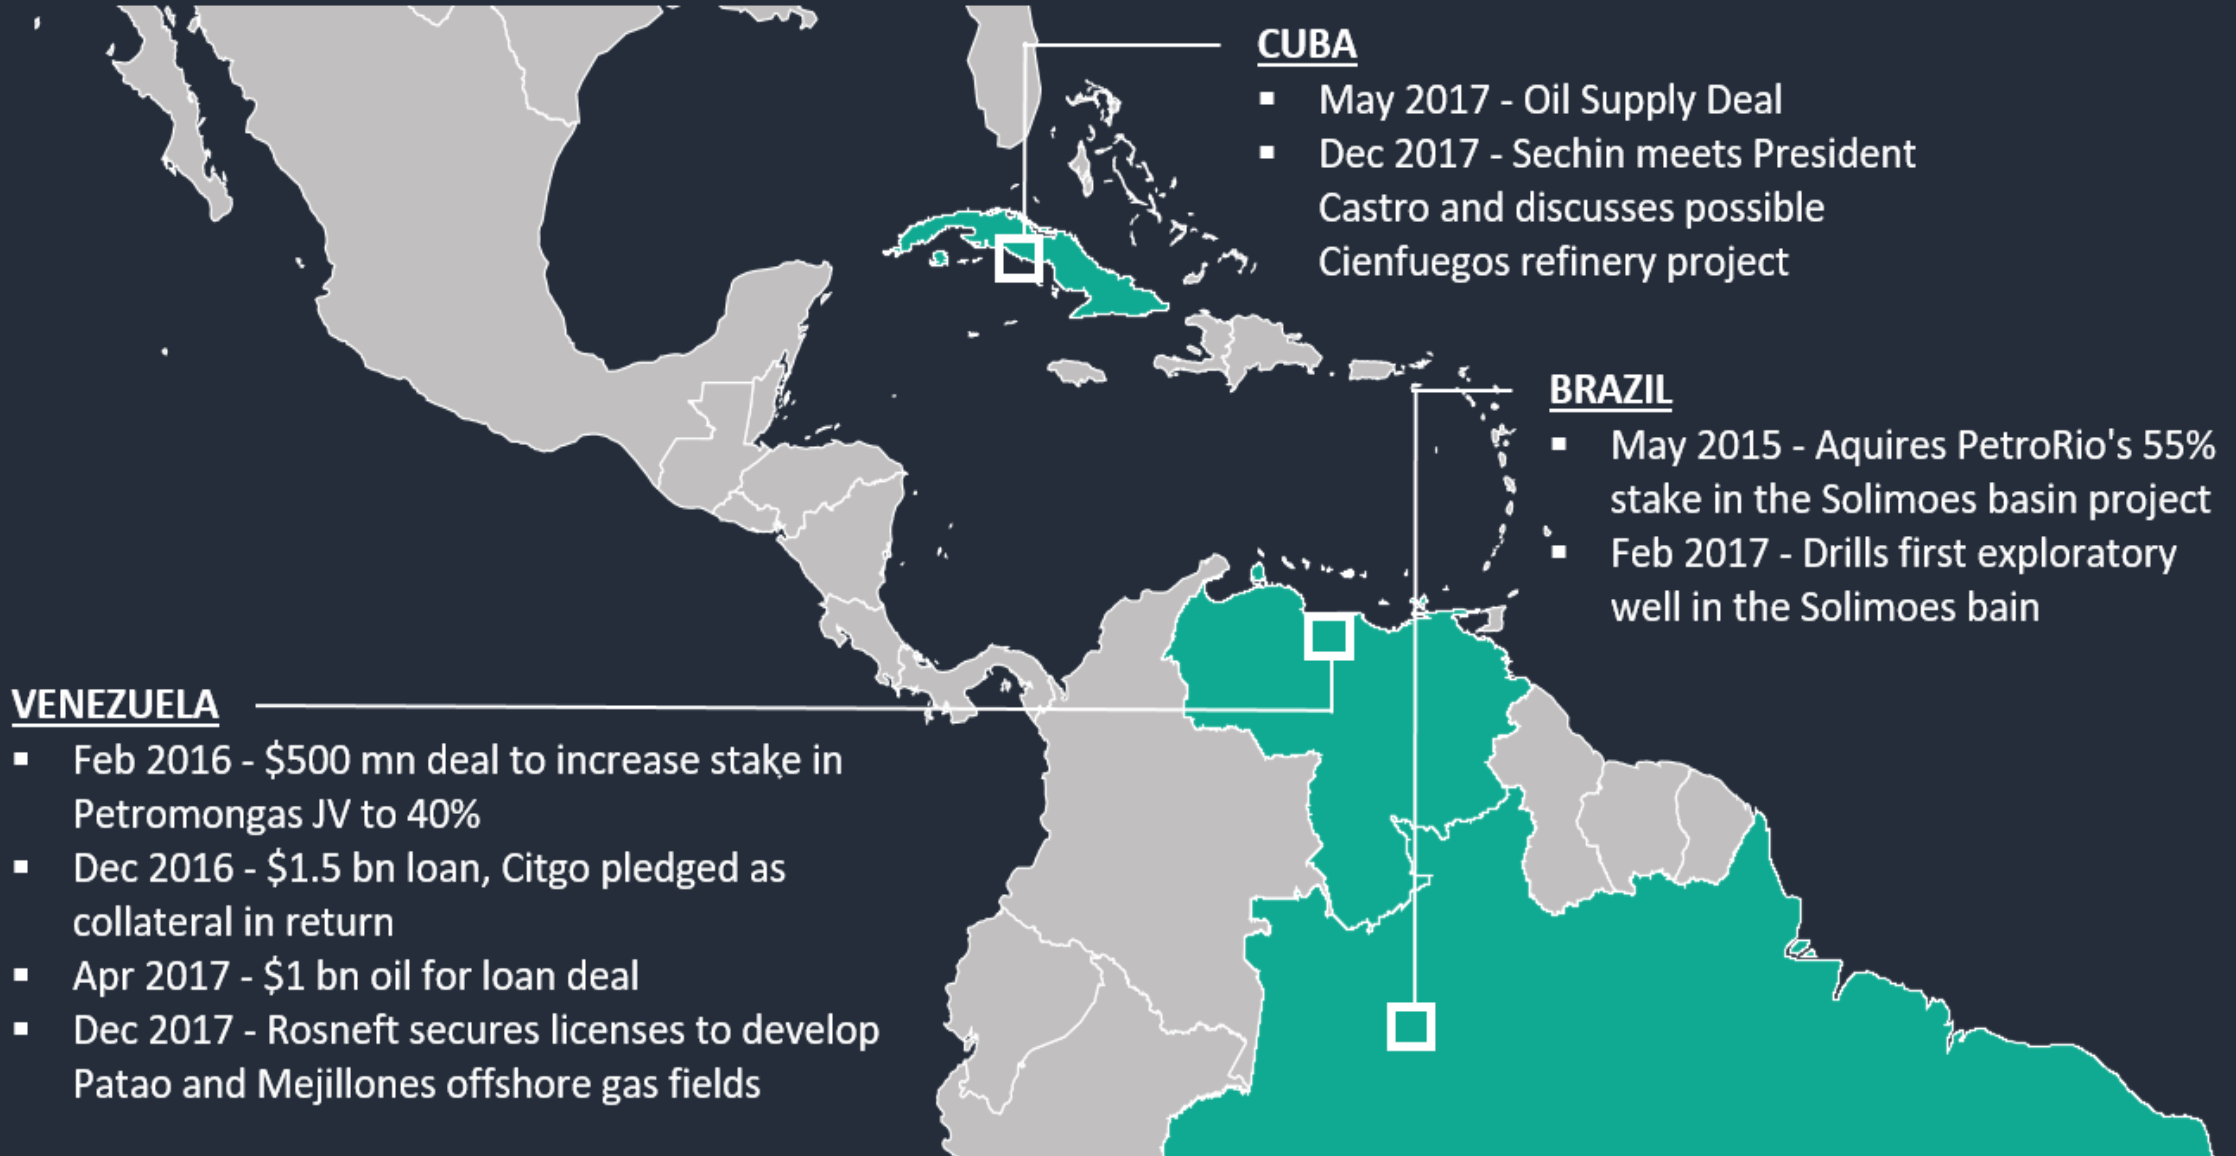 CUBA
▪ May 2017 - Oil Supply Deal
▪ Dec 2017 - Sechin meets President
Castro and discusses possible
Cienfuegos refinery project
BRAZIL
▪ May 2015 - Aquires PetroRio's 55%
stake in the Solimoes basin project
▪ Feb 2017 - Drills first exploratory
well in the Solimoes bain
VENEZUELA
▪ Feb 2016 - $500 mn deal to increase stake in
Petromongas JV to 40%
▪ Dec 2016 - $1.5 bn loan, Citgo pledged as
collateral in return
▪ Apr 2017 - $1 bn oil for loan deal
▪ Dec 2017 - Rosneft secures licenses to develop
Patao and Mejillones offshore gas fields